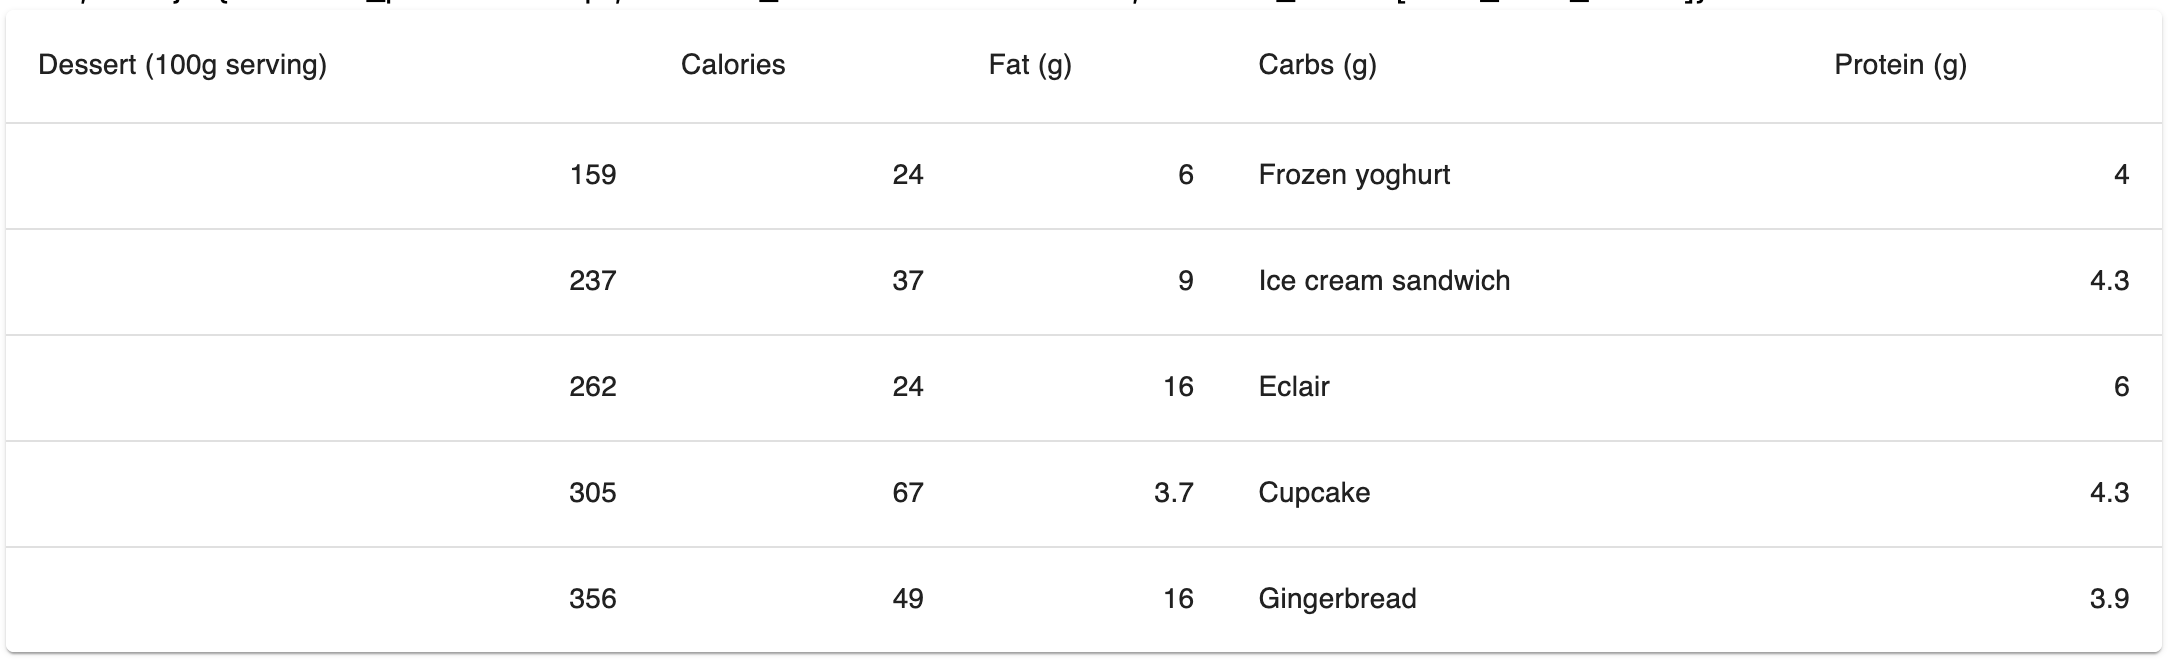 Dessert (100g serving) Calories Fat (g) Carbs (g) Protein (g)
159 24 6 Frozen yoghurt 4
237 37 9 Ice cream sandwich 4.3
262 24 16 Eclair 6
305 67 3.7 Cupcake 4.3
356 49 16 Gingerbread 3.9